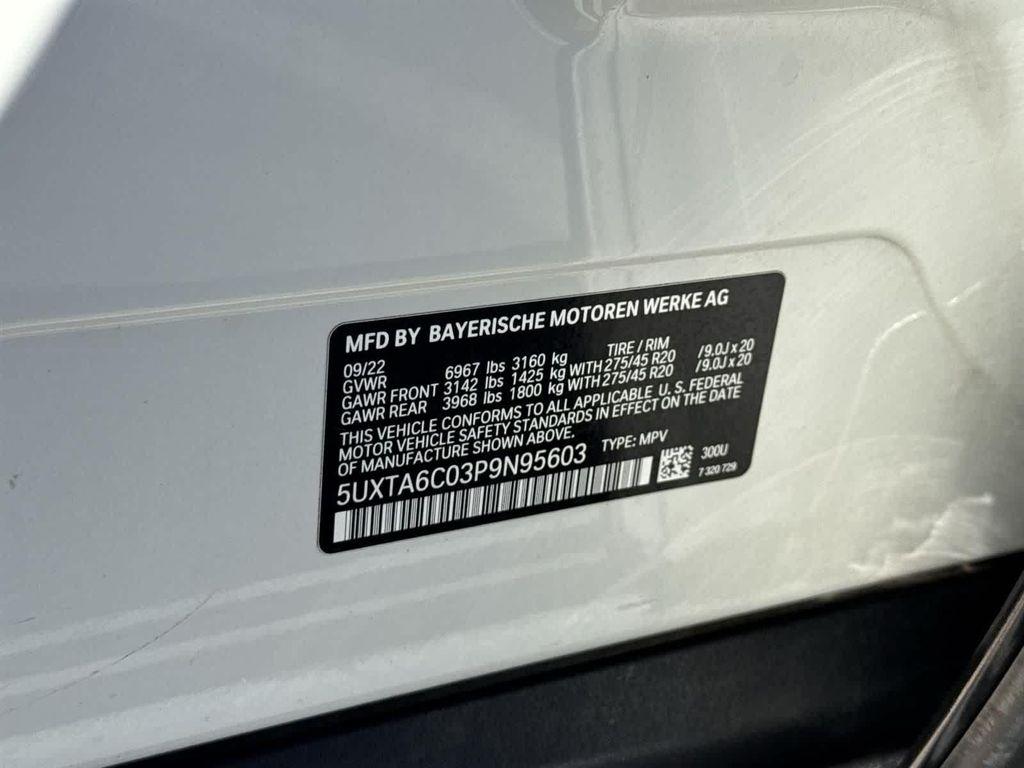 MFD BY BAYERISCHE MOTOREN WERKE AG
09/22 TIRE / RIM
GVWR 6967 lbs 3160 kg
GAWR FRONT 3142 lbs 1425 kg WITH 275/45 R20 /9.0J x 20
GAWR REAR 3968 lbs 1800 kg WITH 275/45 R20 /9.0J x 20
THIS VEHICLE CONFORMS TO ALL APPLICABLE U. S. FEDERAL
MOTOR VEHICLE SAFETY STANDARDS IN EFFECT ON THE DATE
OF MANUFACTURE SHOWN ABOVE.
5UXTA6C03P9N95603 TYPE: MPV
300U
7 320 729